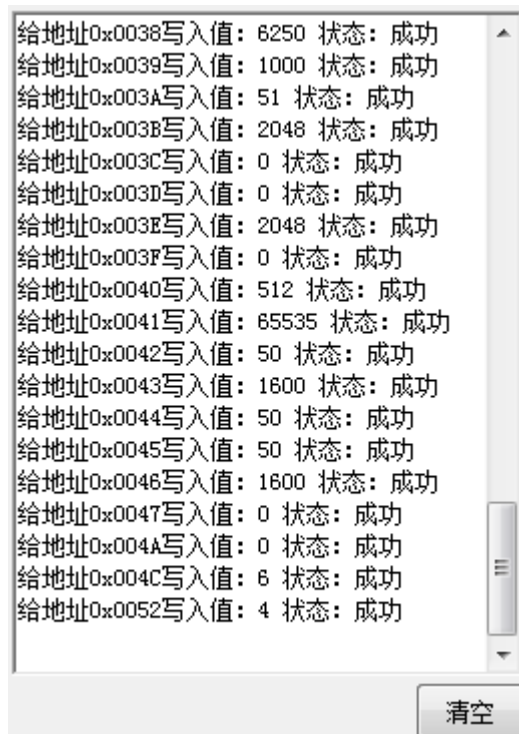 给地址0x0038写入值: 6250 状态: 成功
给地址0x0039写入值: 1000 状态: 成功
给地址0x003A写入值: 51 状态: 成功
给地址0x003B写入值: 2048 状态: 成功
给地址0x003C写入值: 0 状态: 成功
给地址0x003D写入值: 0 状态: 成功
给地址0x003E写入值: 2048 状态: 成功
给地址0x003F写入值: 0 状态: 成功
给地址0x0040写入值: 512 状态: 成功
给地址0x0041写入值: 65535 状态: 成功
给地址0x0042写入值: 50 状态: 成功
给地址0x0043写入值: 1600 状态: 成功
给地址0x0044写入值: 50 状态: 成功
给地址0x0045写入值: 50 状态: 成功
给地址0x0046写入值: 1600 状态: 成功
给地址0x0047写入值: 0 状态: 成功
给地址0x004A写入值: 0 状态: 成功
给地址0x004C写入值: 6 状态: 成功
给地址0x0052写入值: 4 状态: 成功
清空